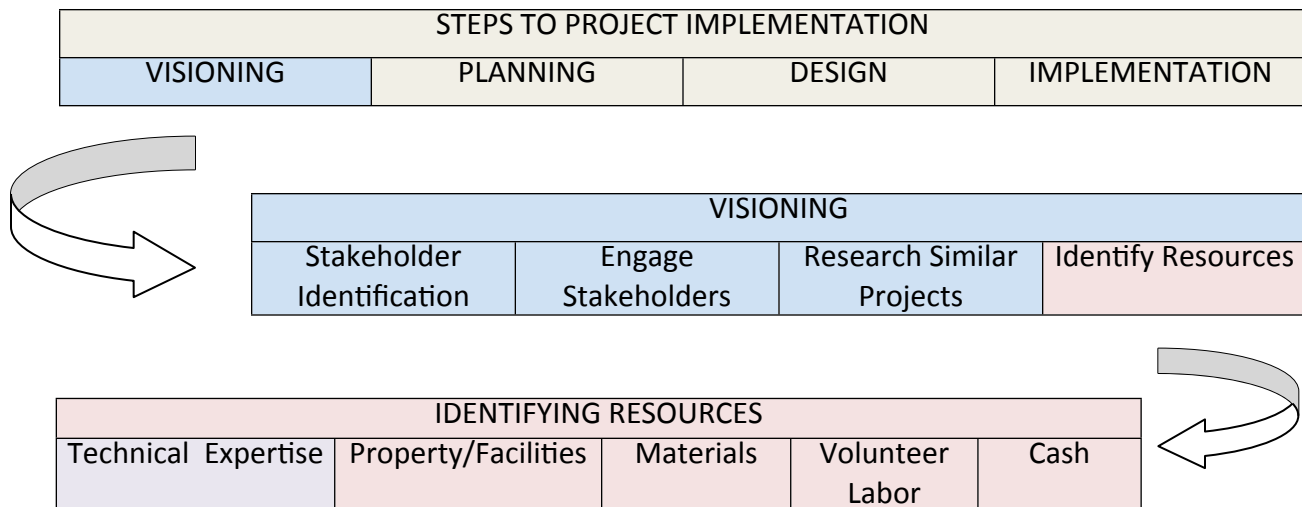 STEPS TO PROJECT IMPLEMENTATION
VISIONING PLANNING DESIGN IMPLEMENTATION
VISIONING
Stakeholder Engage Research Similar Identify Resources
Identification Stakeholders Projects
IDENTIFYING RESOURCES
Technical Expertise Property/Facilities Materials Volunteer Cash
Labor